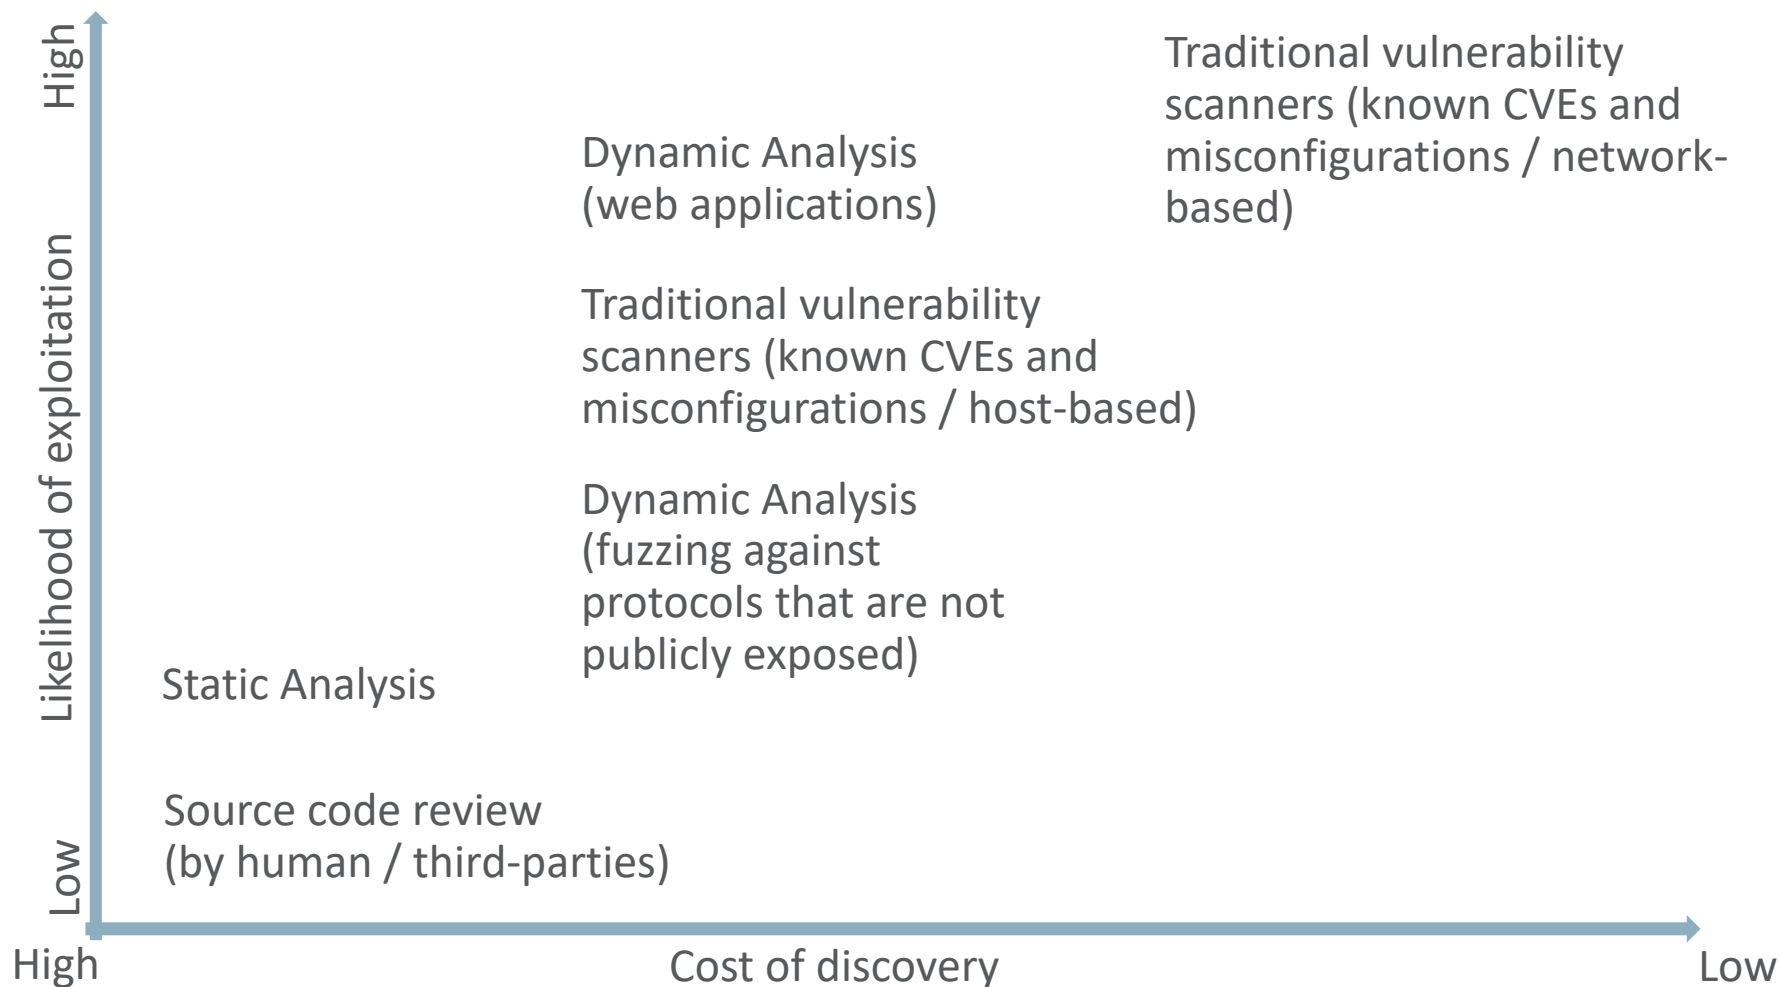 High
Likelihood of exploitation
Low
Traditional vulnerability
scanners (known CVEs and
misconfigurations / network-
based)
Dynamic Analysis
(web applications)
Traditional vulnerability
scanners (known CVEs and
misconfigurations / host-based)
Dynamic Analysis
(fuzzing against
protocols that are not
publicly exposed)
Static Analysis
Source code review
(by human / third-parties)
High
Cost of discovery
Low